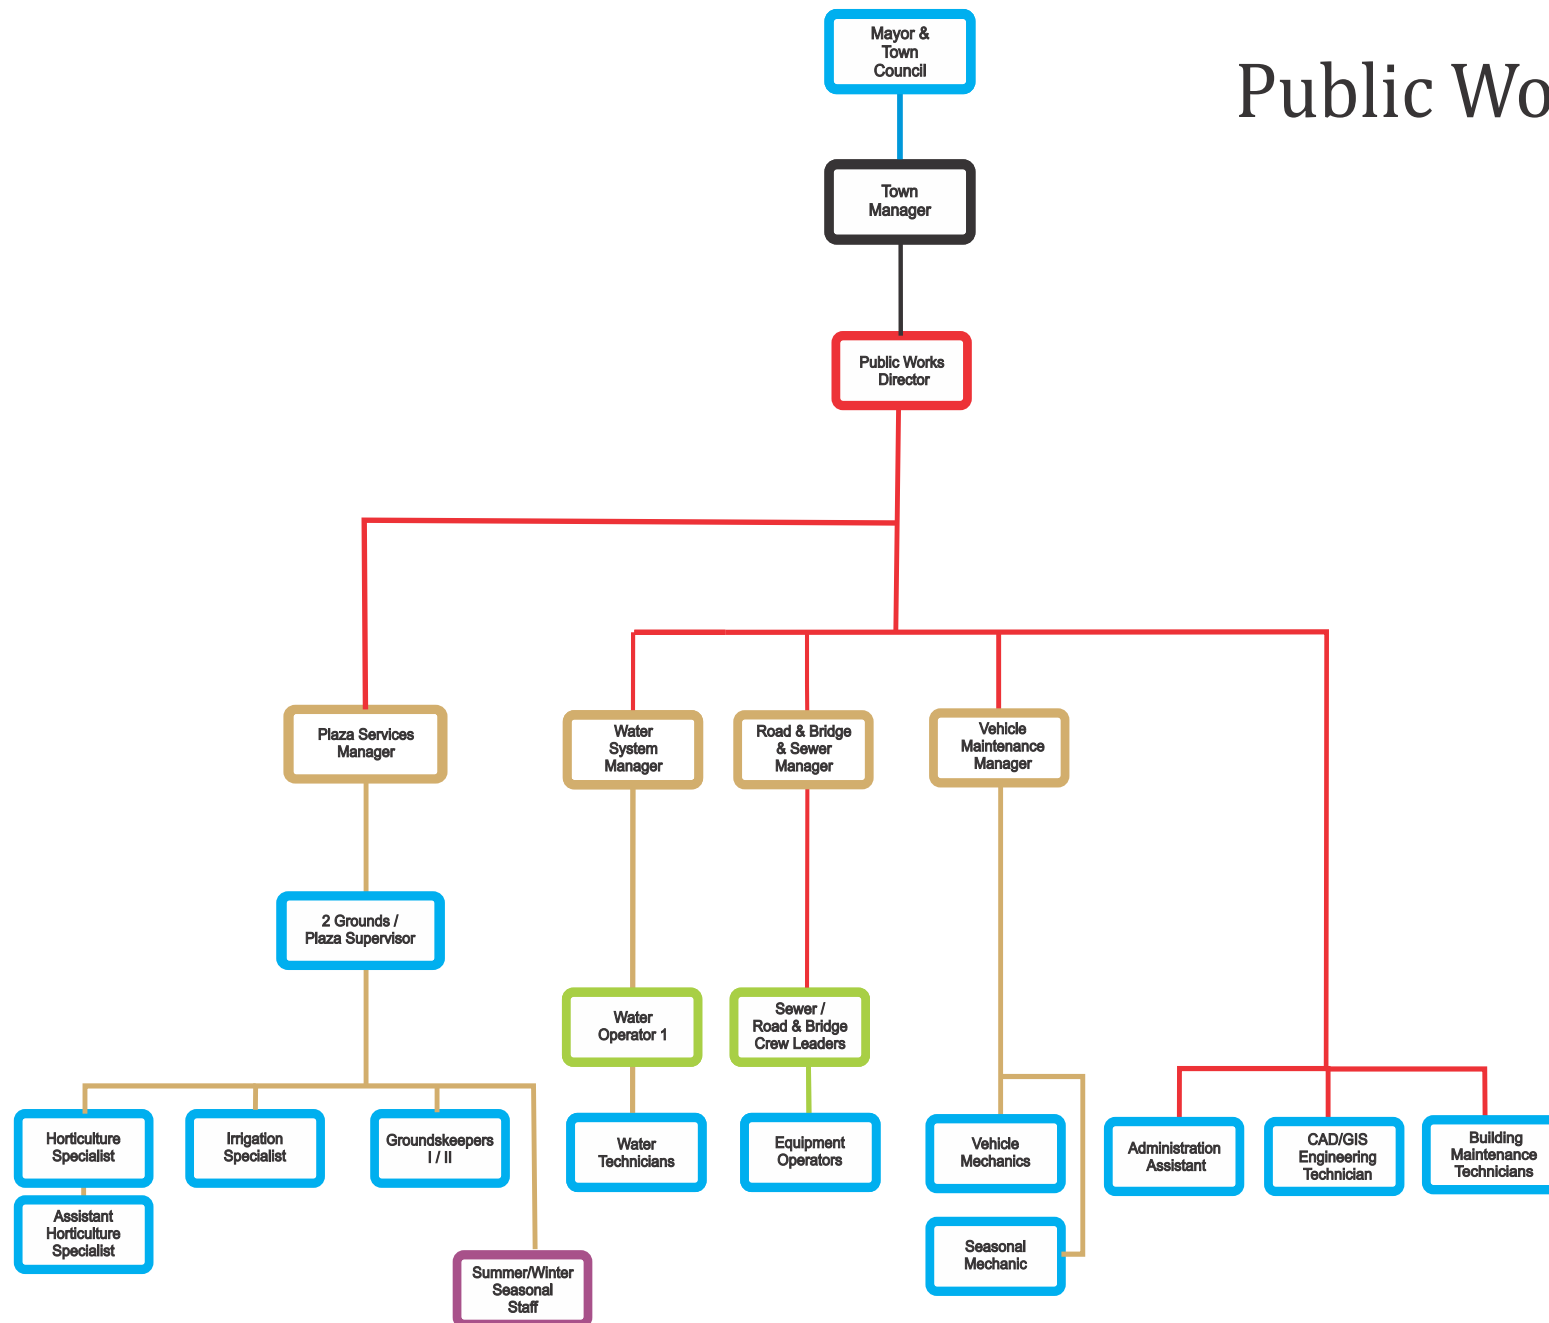 Mayor &
Town
Council
Public Wo
Town
Manager
Public Works
Director
Plaza Services
Manager
Water
System
Manager
Road & Bridge
& Sewer
Manager
Vehicle
Maintenance
Manager
2 Grounds /
Plaza Supervisor
Water
Operator 1
Sewer /
Road & Bridge
Crew Leaders
Horticulture
Specialist
Irrigation
Specialist
Groundskeepers
I / II
Water
Technicians
Equipment
Operators
Vehicle
Mechanics
Administration
Assistant
CAD/GIS
Engineering
Technician
Building
Maintenance
Technicians
Assistant
Horticulture
Specialist
Seasonal
Mechanic
Summer/Winter
Seasonal
Staff